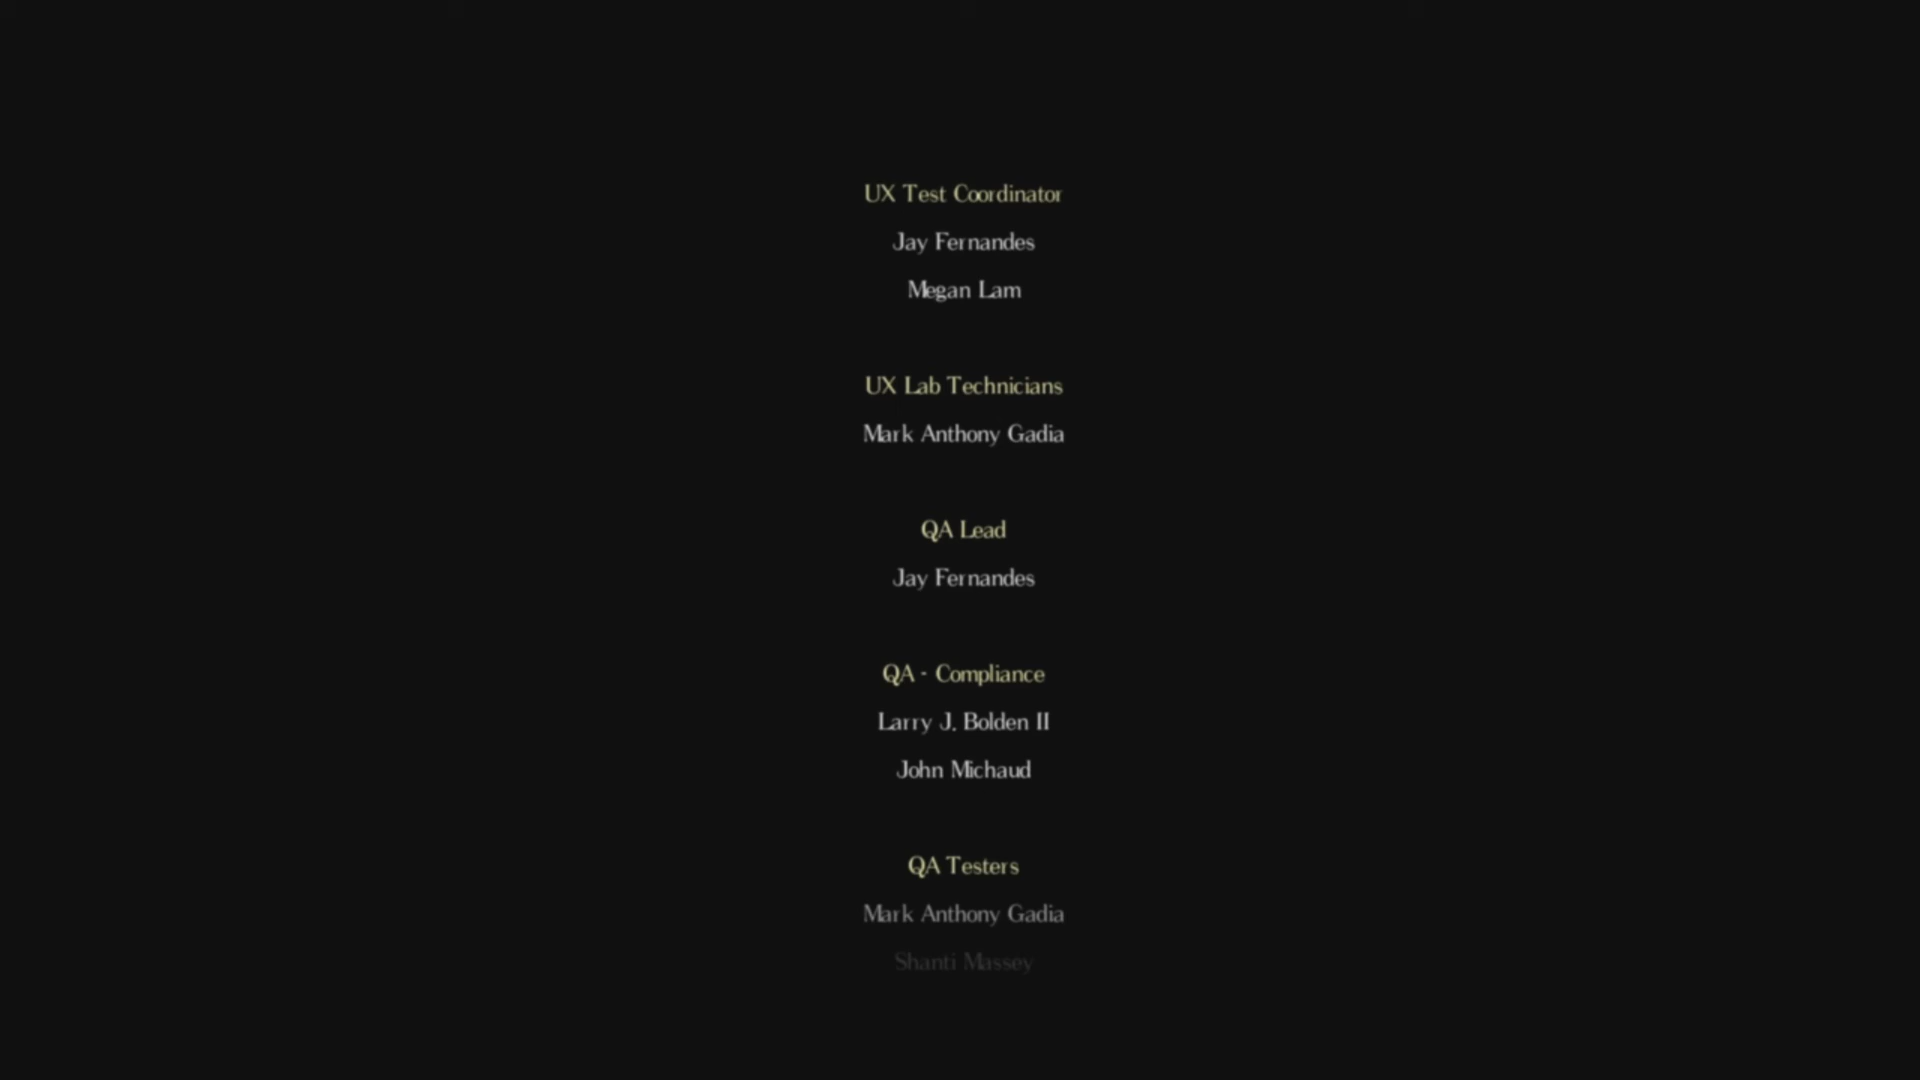 UX Test Coordinator
Jay Fernandes
Megan Lam
UX Lab Technicians
Mark Anthony Gadia
QA Lead
Jay Fernandes
QA - Compliance
Larry J. Bolden II
John Michaud
QA Testers
Mark Anthony Gadia
Shanti Massey